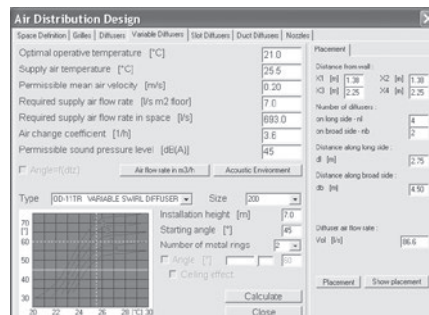 Air Distribution Design
Space Definition | Grilles | Diffusers | Variable Diffusers | Slot Diffusers | Duct Diffusers | Nozzles
Optimal operative temperature [°C] 21.0
Supply air temperature [°C] 25.5
Permissible mean air velocity [m/s] 0.20
Required supply air flow rate [l/s m2 floor] 7.0
Required supply air flow rate in space [l/s] 693.0
Air change coefficient [1/h] 3.6
Permissible sound pressure level [dB(A)] 45
Angle=f(dtz) Air flow rate in m3/h Acoustic Environment
Type OD-11TR VARIABLE SWIRL DIFFUSER Size 200
Installation height [m] 7.0
Starting angle [°] 45
Number of metal rings 2
Angle [°] 60
Ceiling effect
Calculate
Close
70
[°]
60
50
40
30
20 22 24 26 28 [°C] 30
Placement
Distance from wall :
X1 [m] 1.38 X2 [m] 1.38
X3 [m] 2.25 X4 [m] 2.25
Number of diffusers :
on long side - nl 4
on broad side - nb 2
Distance along long side :
dl [m] 2.75
Distance along broad side :
db [m] 4.50
Diffuser air flow rate :
Vol [l/s] 86.6
Placement Show placement